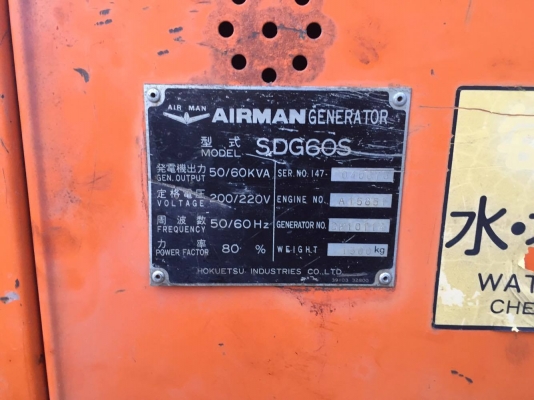 AIR MAN
AIRMAN GENERATOR
型式
MODEL SDG60S
発電機出力 50/60KVA
GEN. OUTPUT
SER. NO. 147-
定格電圧 200/220V
VOLTAGE
ENGINE NO.
周波数 50/60 Hz
FREQUENCY
GENERATOR NO.
力率 80 %
POWER FACTOR
WEIGHT kg
HOKUETSU INDUSTRIES CO., LTD.
水・
WAT
CHE